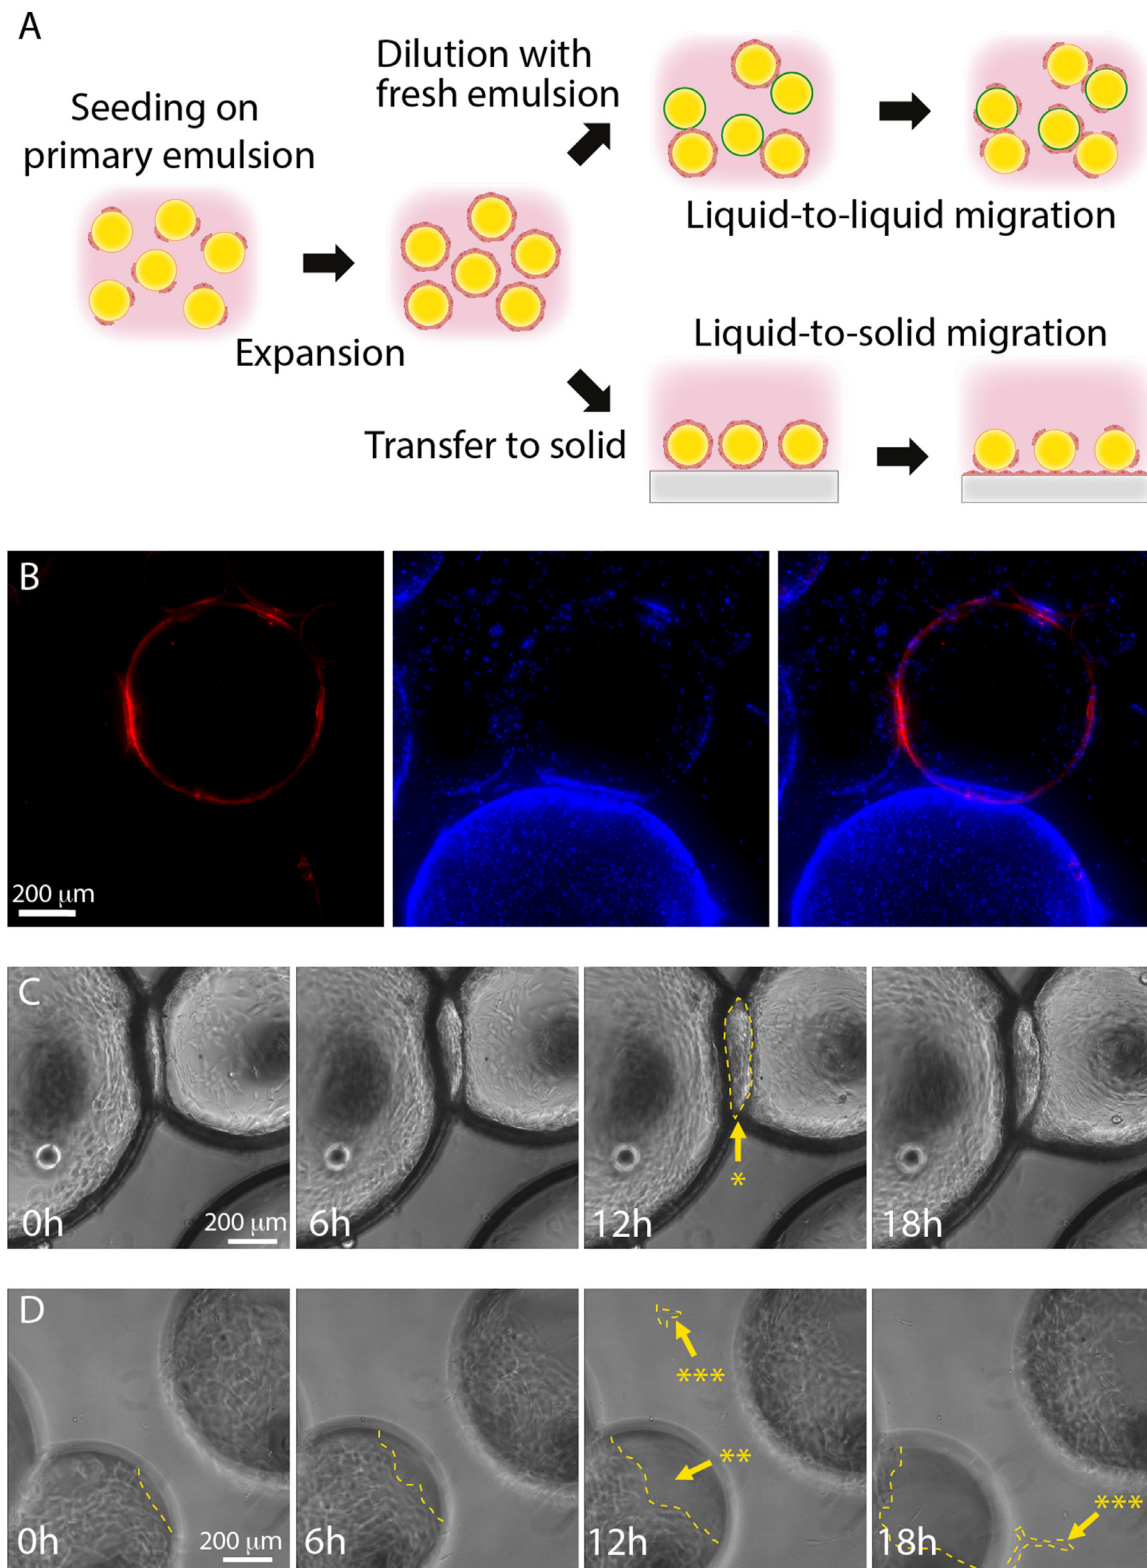 A
Seeding on
primary emulsion
Expansion
Dilution with
fresh emulsion
Liquid-to-liquid migration
Liquid-to-solid migration
Transfer to solid
B
200 µm
C
0h
200 µm
6h
12h
*
18h
D
0h
200 µm
6h
12h
***
**
18h
***